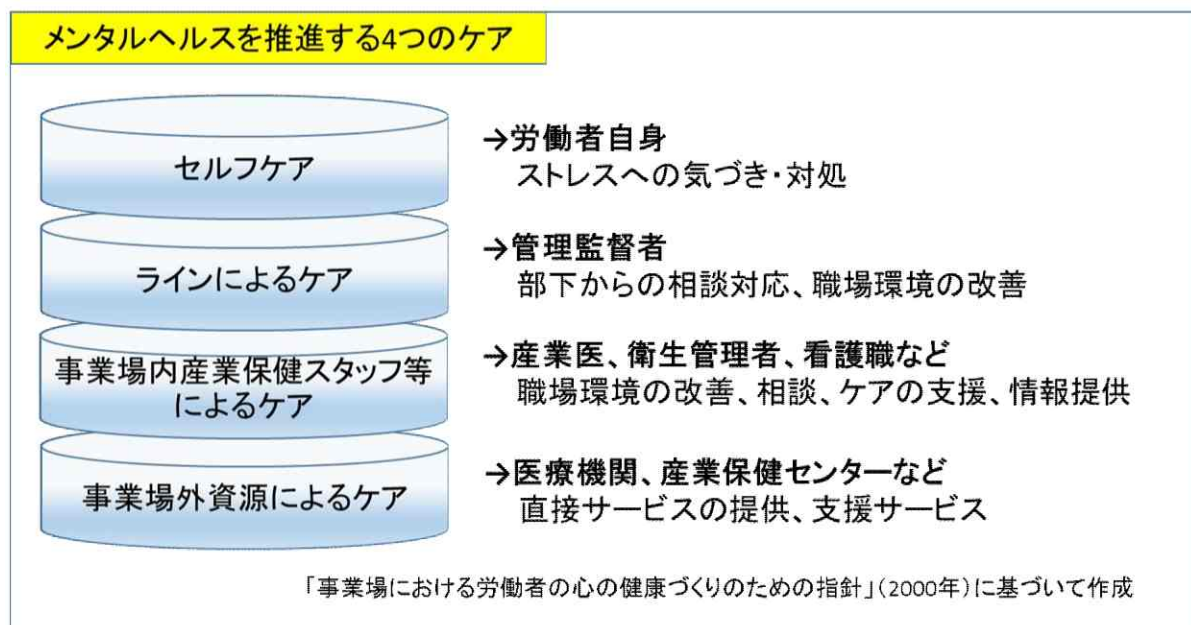 メンタルヘルスを推進する4つのケア
セルフケア
→労働者自身
ストレスへの気づき・対処
ラインによるケア
→管理監督者
部下からの相談対応、職場環境の改善
事業場内産業保健スタッフ等
によるケア
→産業医、衛生管理者、看護職など
職場環境の改善、相談、ケアの支援、情報提供
事業場外資源によるケア
→医療機関、産業保健センターなど
直接サービスの提供、支援サービス
「事業場における労働者の心の健康づくりのための指針」(2000年)に基づいて作成